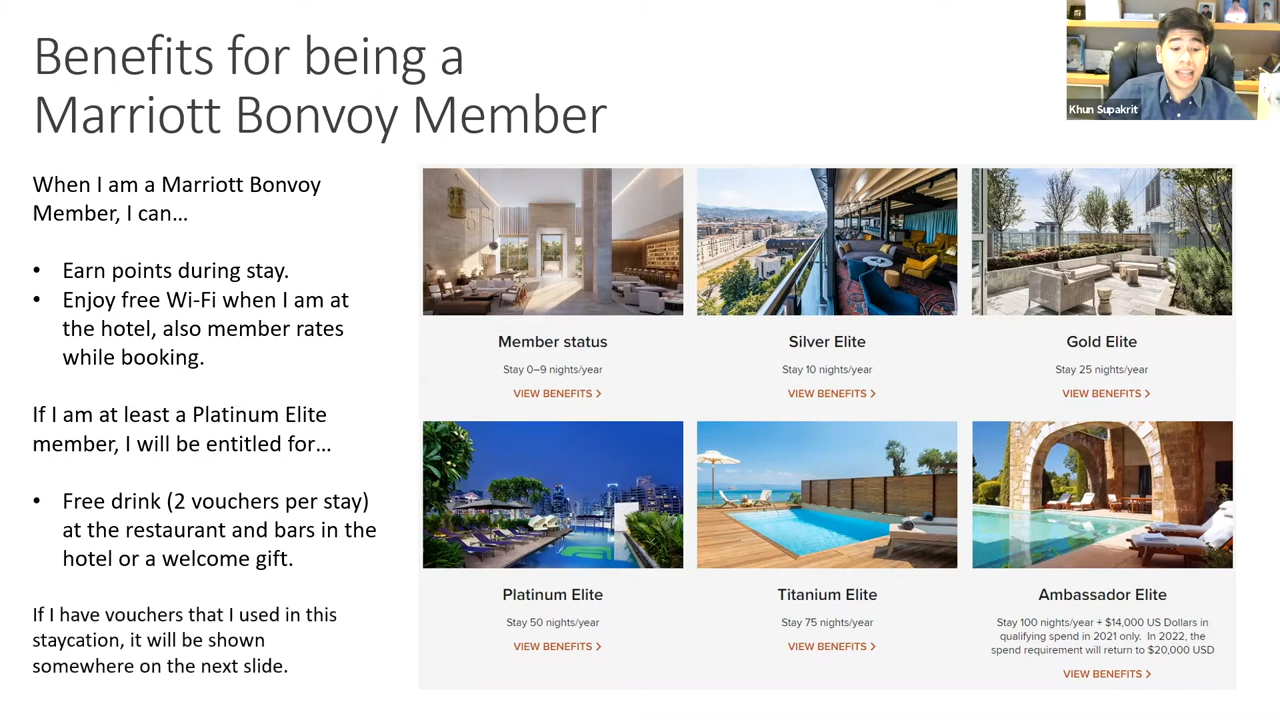 Benefits for being a
Marriott Bonvoy Member
Khun Supakrit
When I am a Marriott Bonvoy
Member, I can...
• Earn points during stay.
• Enjoy free Wi-Fi when I am at
the hotel, also member rates
while booking.
If I am at least a Platinum Elite
member, I will be entitled for...
• Free drink (2 vouchers per stay)
at the restaurant and bars in the
hotel or a welcome gift.
If I have vouchers that I used in this
staycation, it will be shown
somewhere on the next slide.
Member status
Stay 0–9 nights/year
VIEW BENEFITS >
Silver Elite
Stay 10 nights/year
VIEW BENEFITS >
Gold Elite
Stay 25 nights/year
VIEW BENEFITS >
Platinum Elite
Stay 50 nights/year
VIEW BENEFITS >
Titanium Elite
Stay 75 nights/year
VIEW BENEFITS >
Ambassador Elite
Stay 100 nights/year + $14,000 US Dollars in
qualifying spend in 2021 only. In 2022, the
spend requirement will return to $20,000 USD
VIEW BENEFITS >